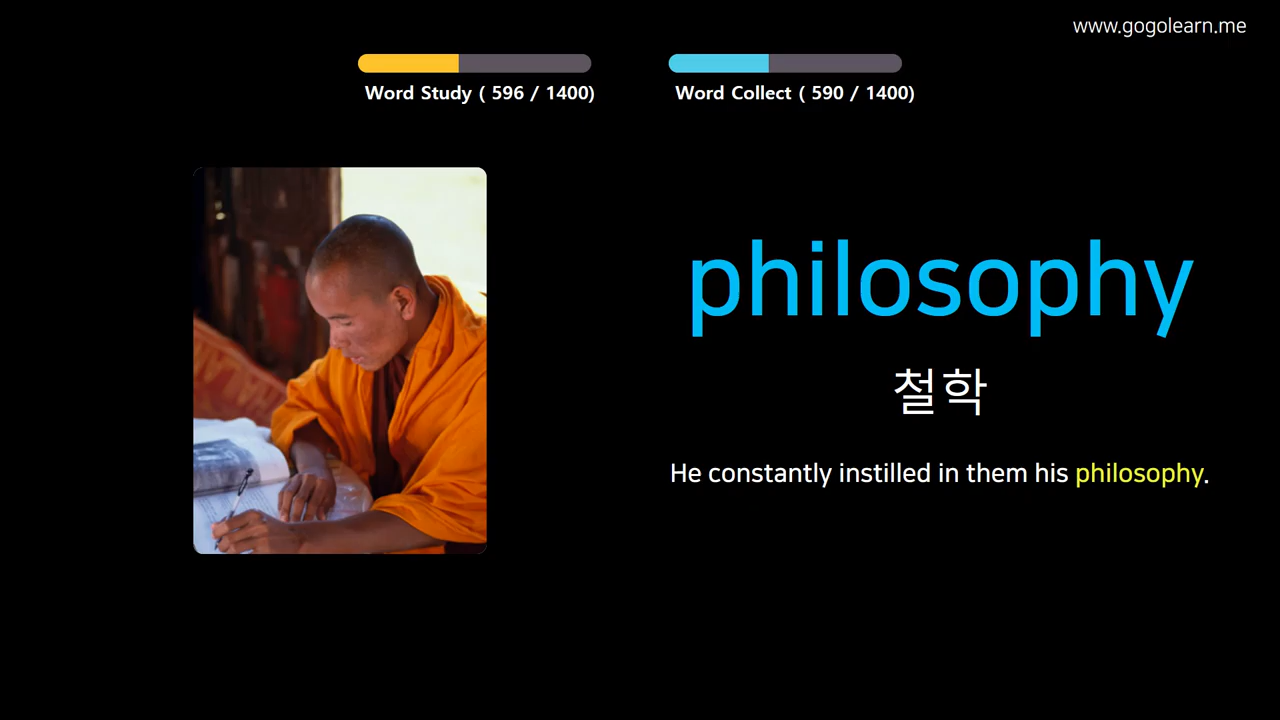 www.gogolearn.me
Word Study ( 596 / 1400)
Word Collect ( 590 / 1400)
philosophy
철학
He constantly instilled in them his philosophy.